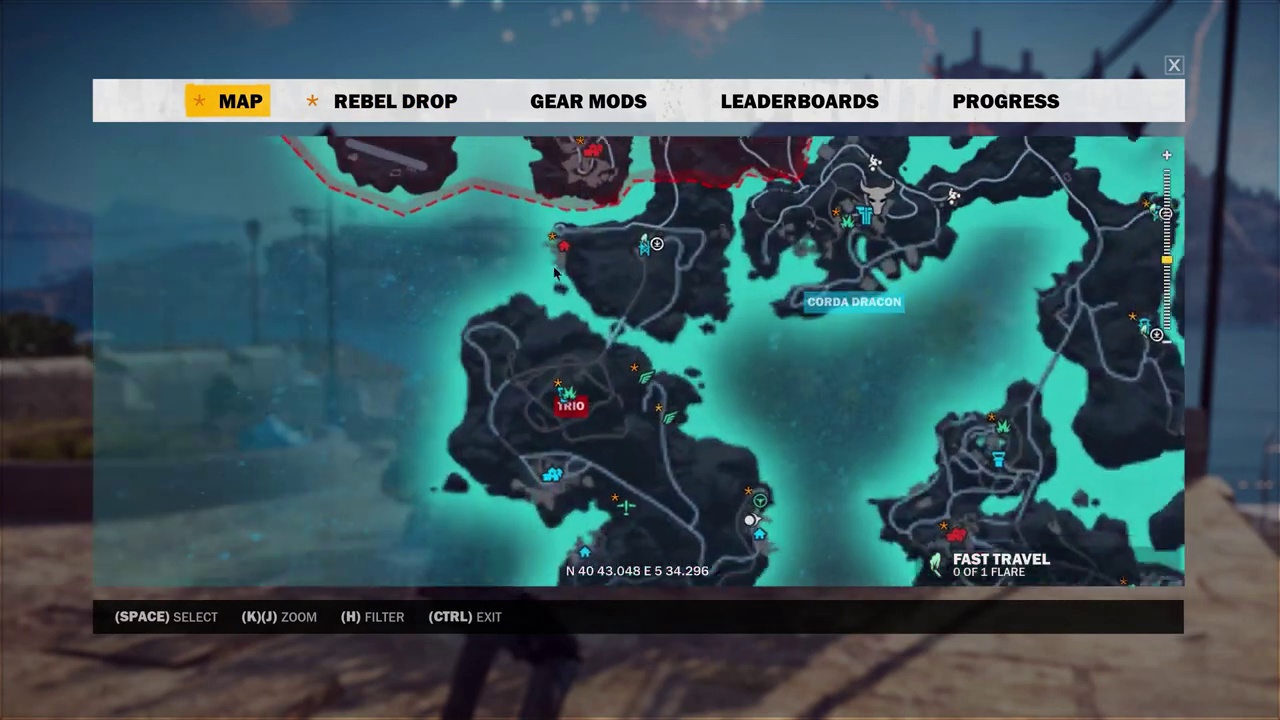 X
MAP
REBEL DROP
GEAR MODS
LEADERBOARDS
PROGRESS
CORDA DRACON
TRIO
N 40 43.048 E 5 34.296
FAST TRAVEL
0 OF 1 FLARE
(SPACE) SELECT
(K)(J) ZOOM
(H) FILTER
(CTRL) EXIT